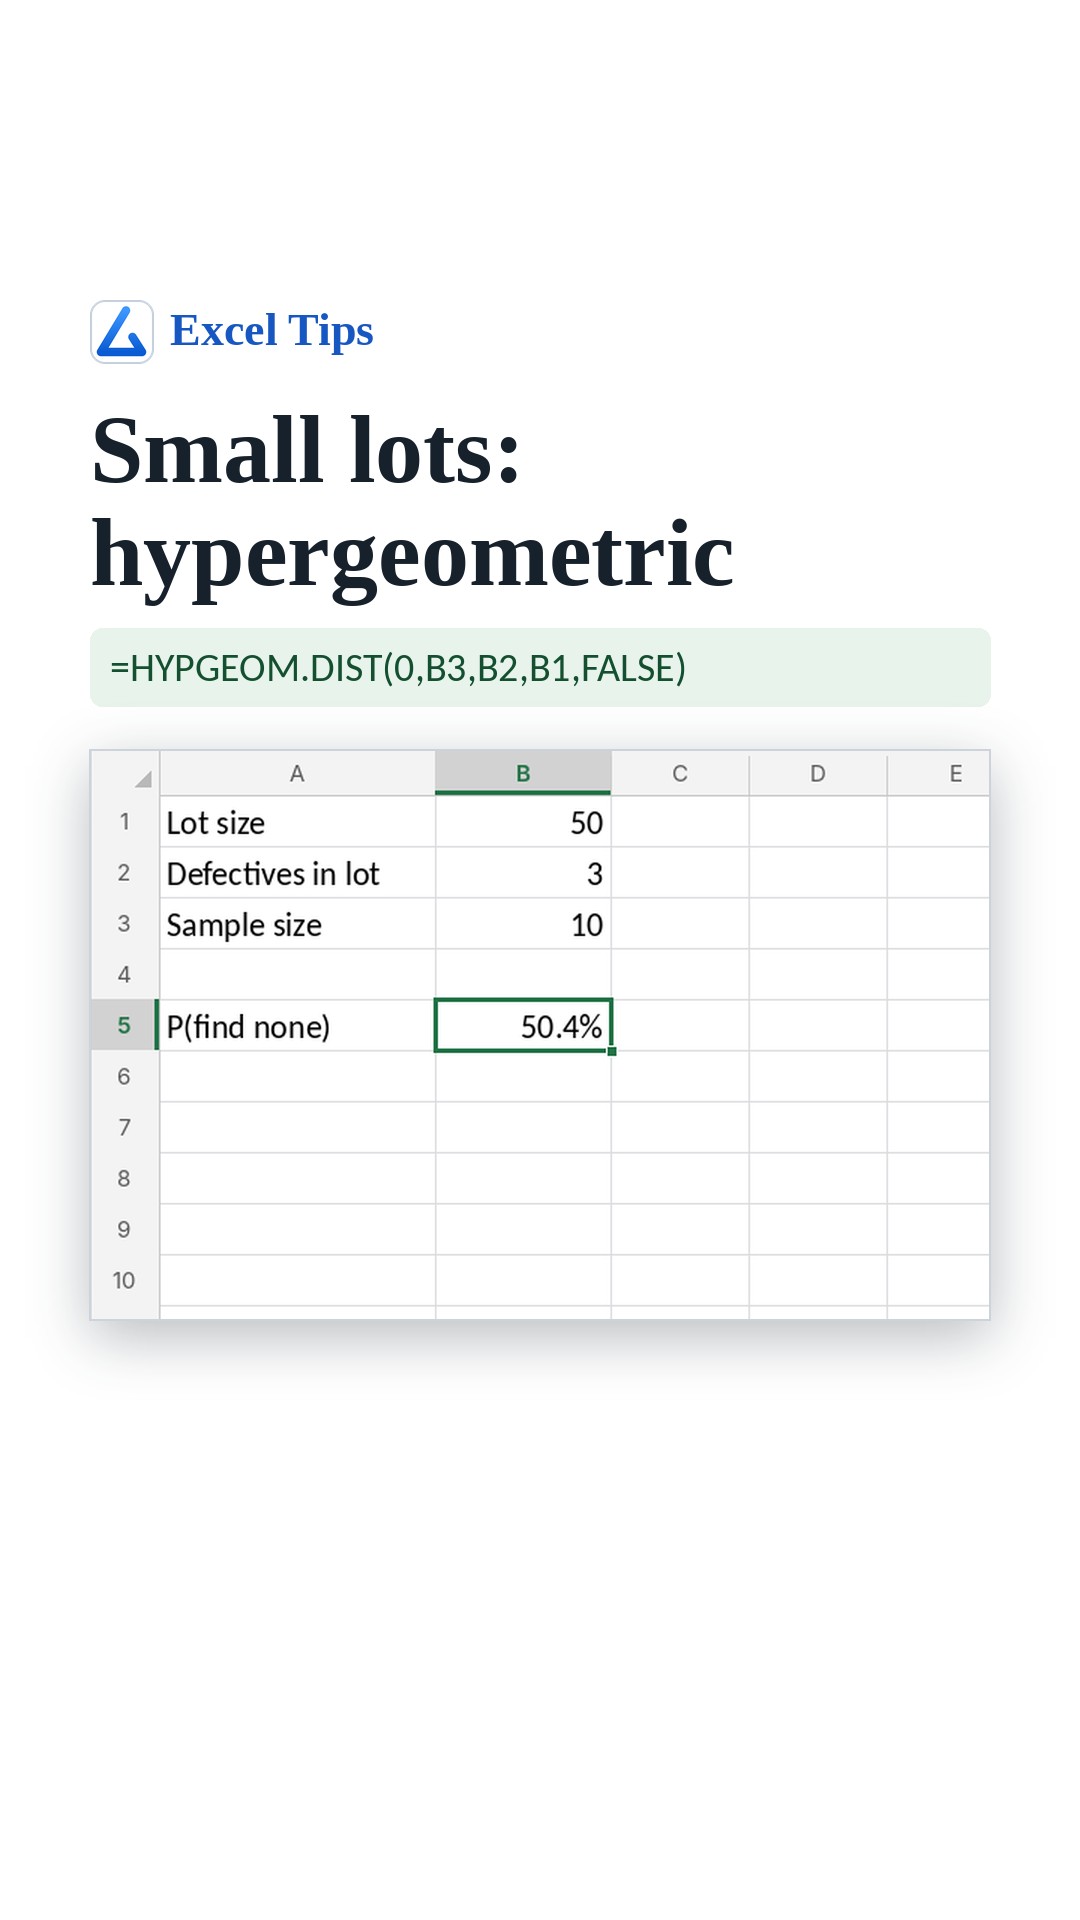 Excel Tips
Small lots:
hypergeometric
=HYPGEOM.DIST(0,B3,B2,B1,FALSE)
A B C D E
1 Lot size 50
2 Defectives in lot 3
3 Sample size 10
4
5 P(find none) 50.4%
6
7
8
9
10